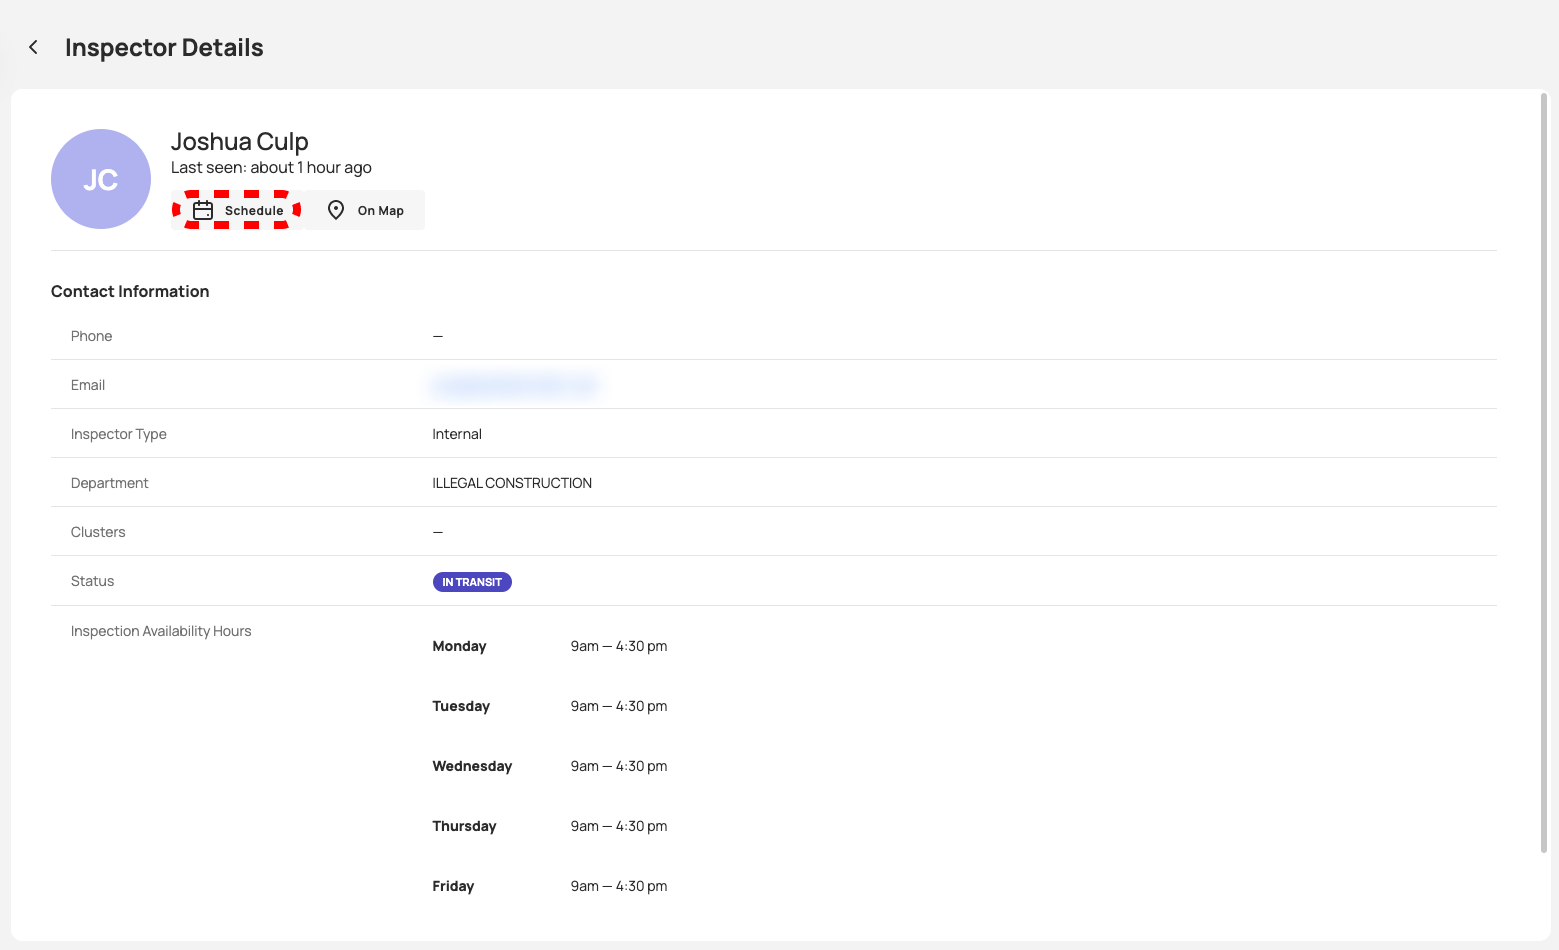 Inspector Details
JC
Joshua Culp
Last seen: about 1 hour ago
Schedule
On Map
Contact Information
Phone —
Email
Inspector Type Internal
Department ILLEGAL CONSTRUCTION
Clusters —
Status IN TRANSIT
Inspection Availability Hours
Monday 9am — 4:30 pm
Tuesday 9am — 4:30 pm
Wednesday 9am — 4:30 pm
Thursday 9am — 4:30 pm
Friday 9am — 4:30 pm